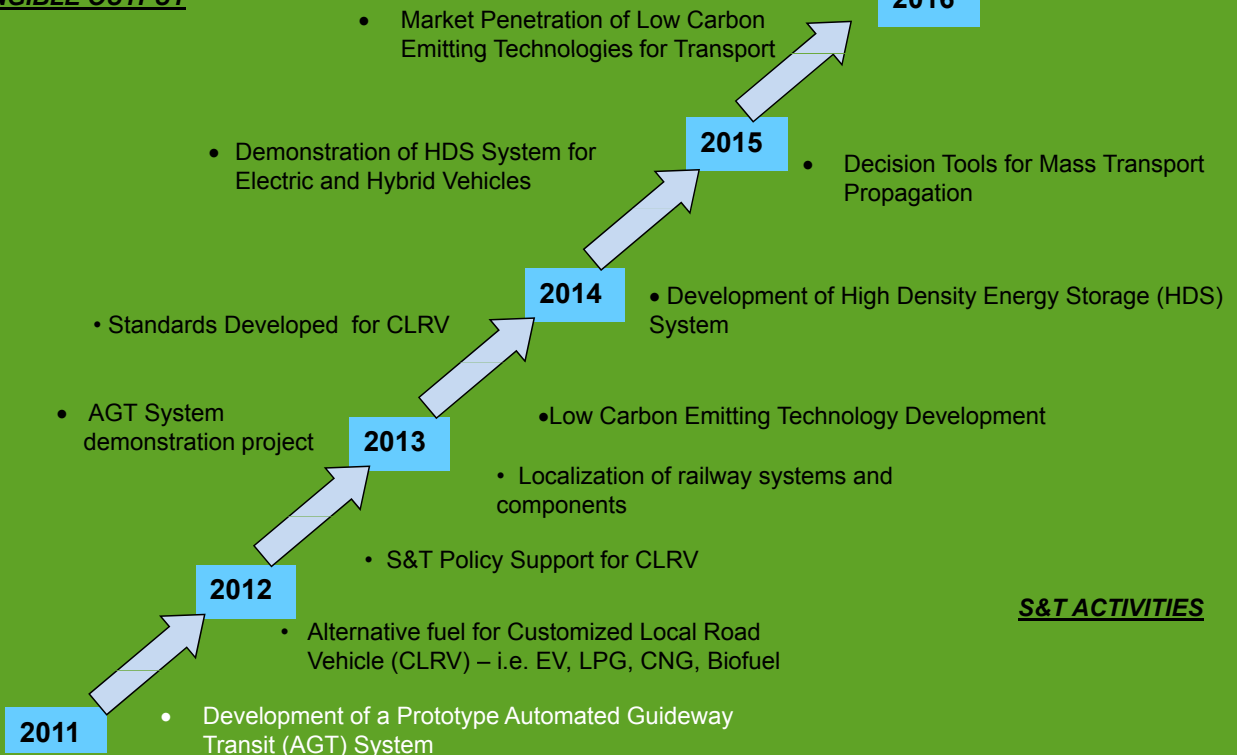 2016
• Market Penetration of Low Carbon
Emitting Technologies for Transport
2015
• Demonstration of HDS System for
Electric and Hybrid Vehicles
• Decision Tools for Mass Transport
Propagation
2014
• Development of High Density Energy Storage (HDS)
System
• Standards Developed for CLRV
• AGT System
demonstration project
2013
•Low Carbon Emitting Technology Development
• Localization of railway systems and
components
• S&T Policy Support for CLRV
2012
S&T ACTIVITIES
• Alternative fuel for Customized Local Road
Vehicle (CLRV) – i.e. EV, LPG, CNG, Biofuel
2011
• Development of a Prototype Automated Guideway
Transit (AGT) System